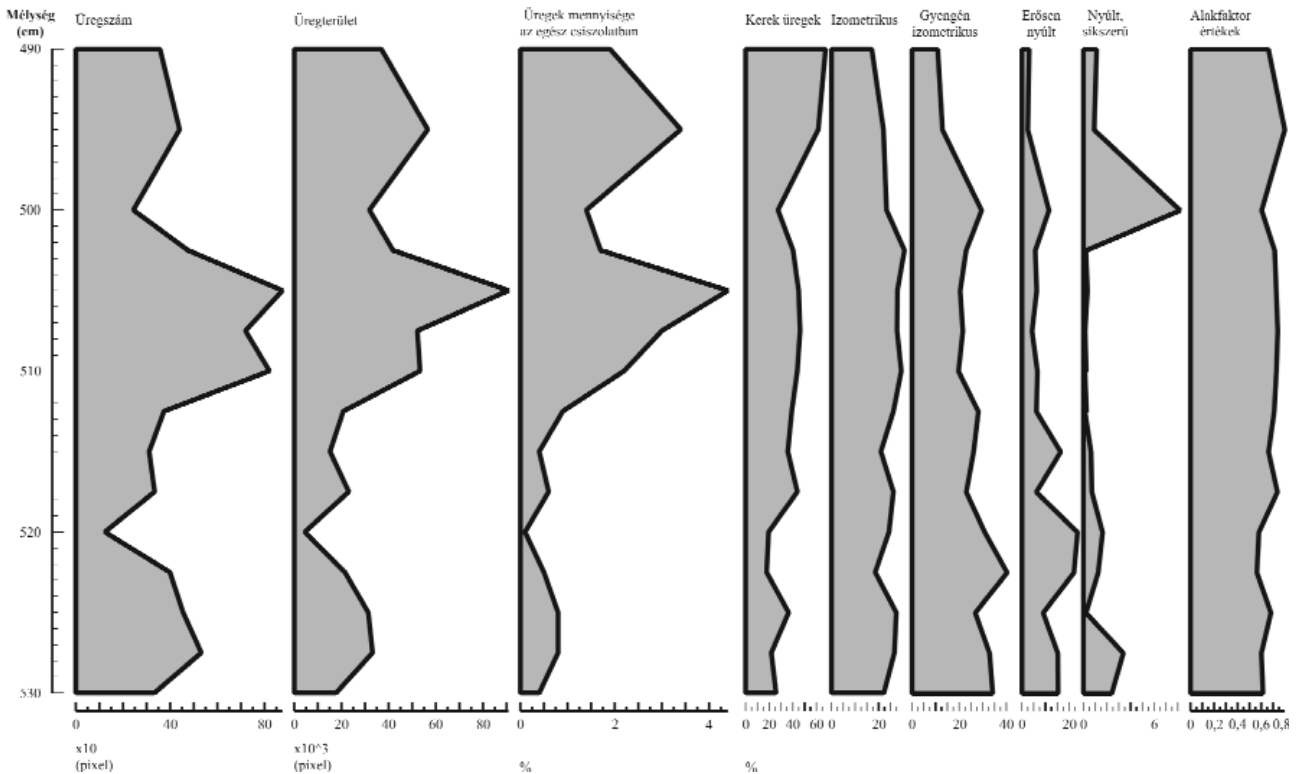 Mélység
(cm)
Üregszám
Üregterület
Üregek mennyisége
az egész csiszolatban
Kerek üregek
Izometrikus
Gyengén
izometrikus
Erősen
nyúlt
Nyúlt,
síkszerű
Alakfaktor
értékek
490
500
510
520
530
0 40 80
0 20 40 60 80
2 4
0 20 40 60
0 20
0 20 40
0 20
6
0 0,2 0,4 0,6 0,8
x10
(pixel)
x10^3
(pixel)
%
%